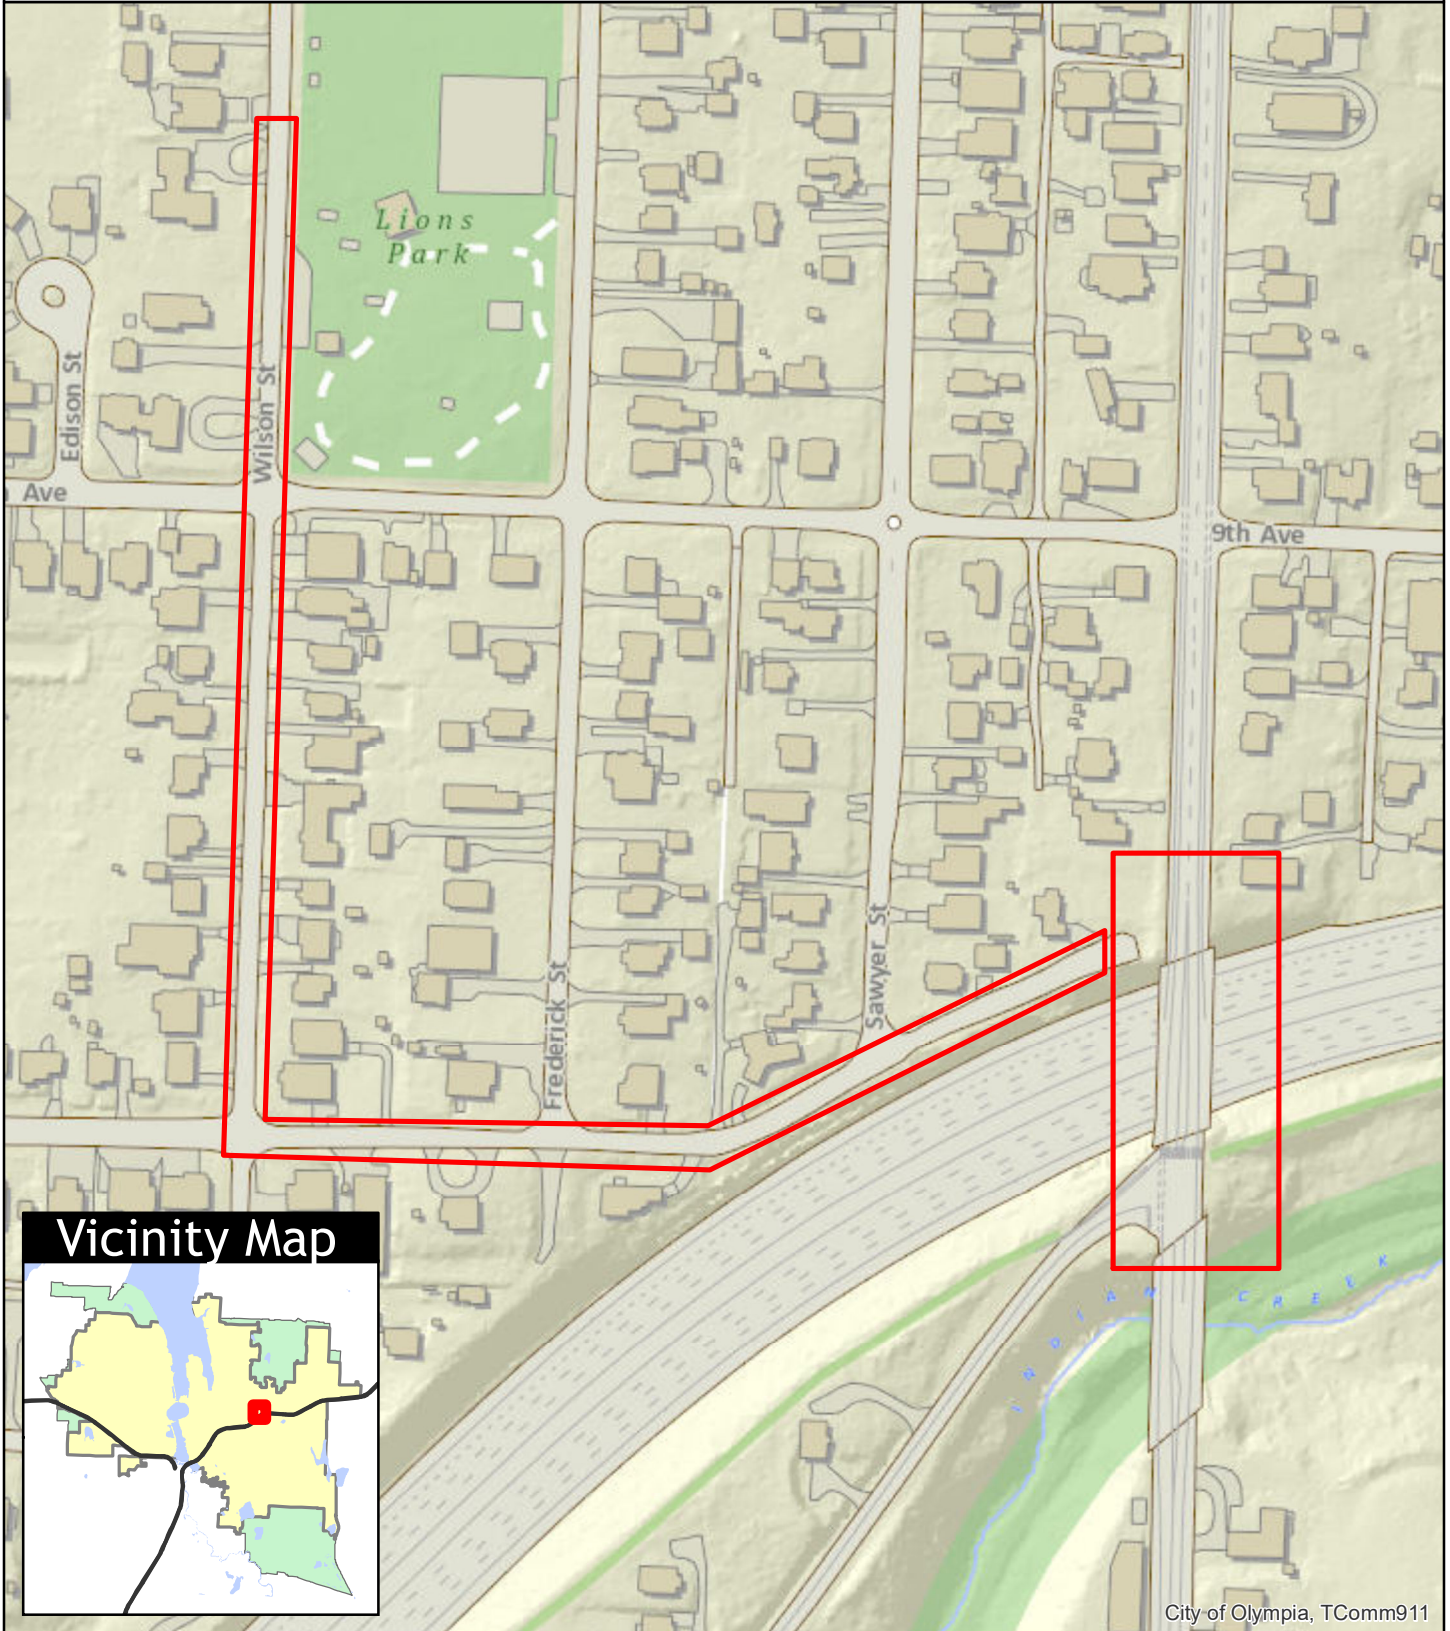 Lions
Park
Edison St
Wilson St
Ave
9th Ave
Sawyer St
Frederick St
INDIAN CREEK
Vicinity Map
City of Olympia, TComm911